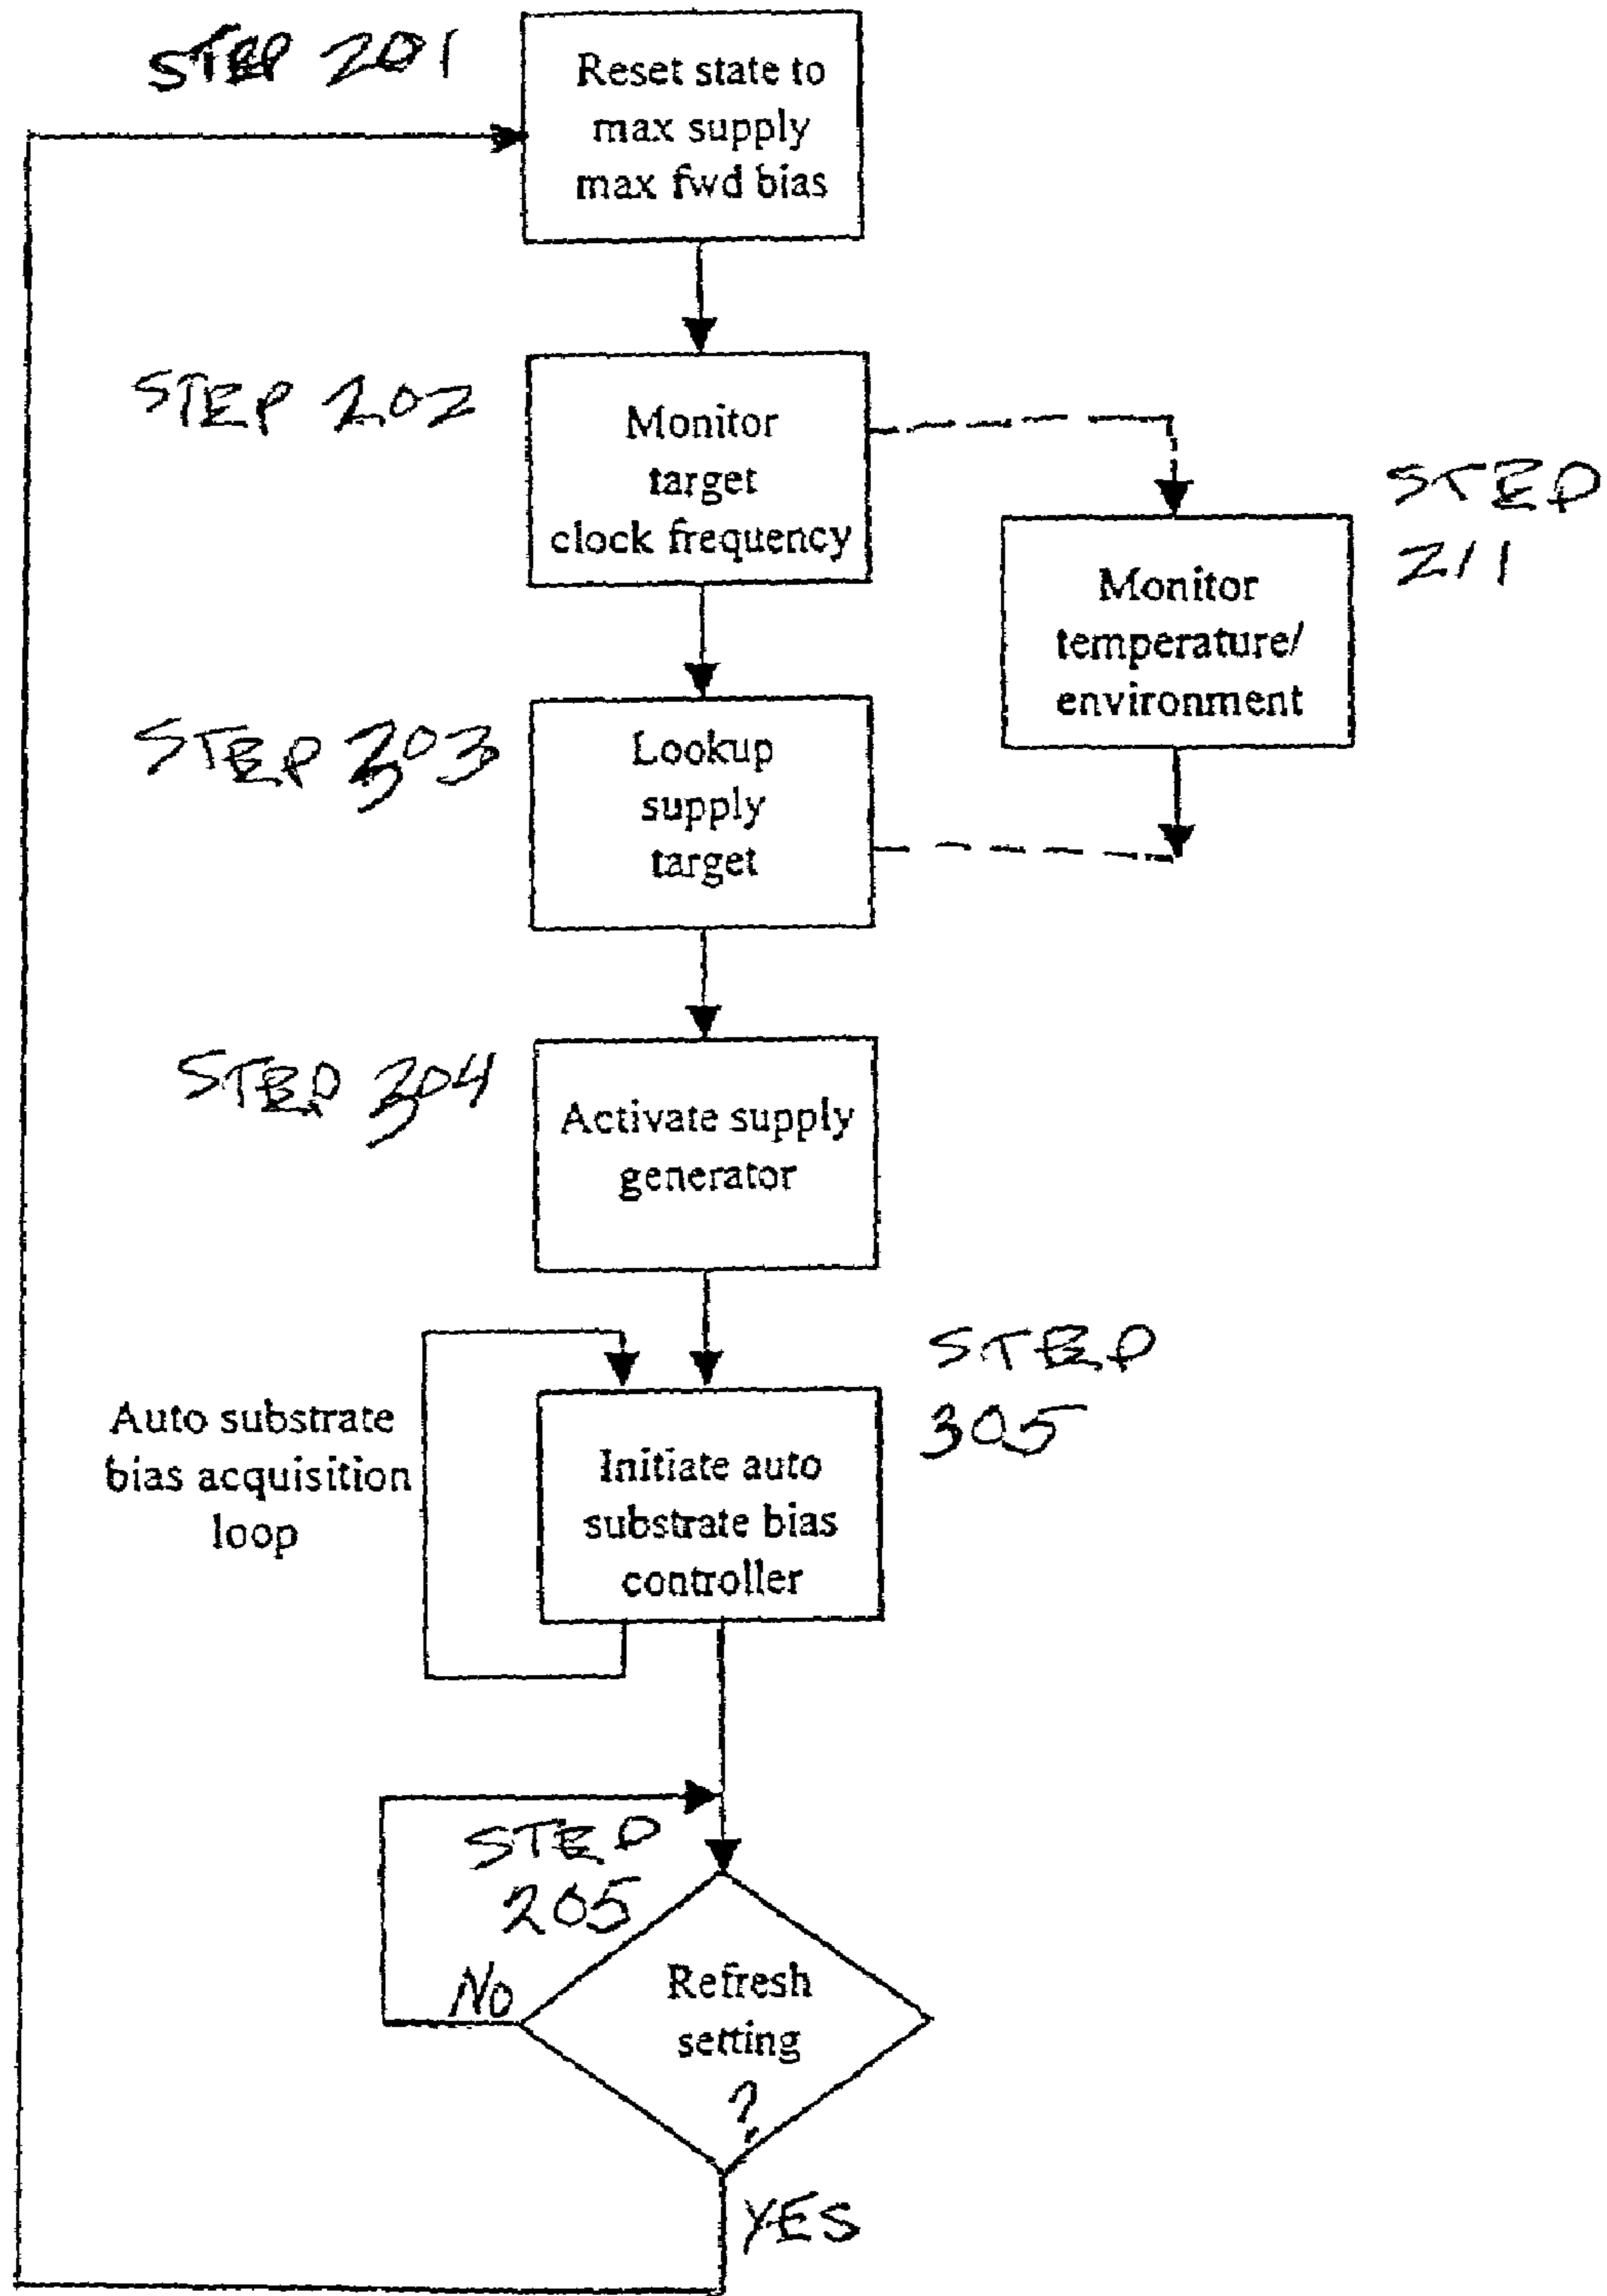 STEP 201
Reset state to
max supply
max fwd bias
STEP 202
Monitor
target
clock frequency
STEP
211
Monitor
temperature/
environment
STEP 303
Lookup
supply
target
STEP 304
Activate supply
generator
STEP
305
Auto substrate
bias acquisition
loop
Initiate auto
substrate bias
controller
STEP
205
No
Refresh
setting
?
YES